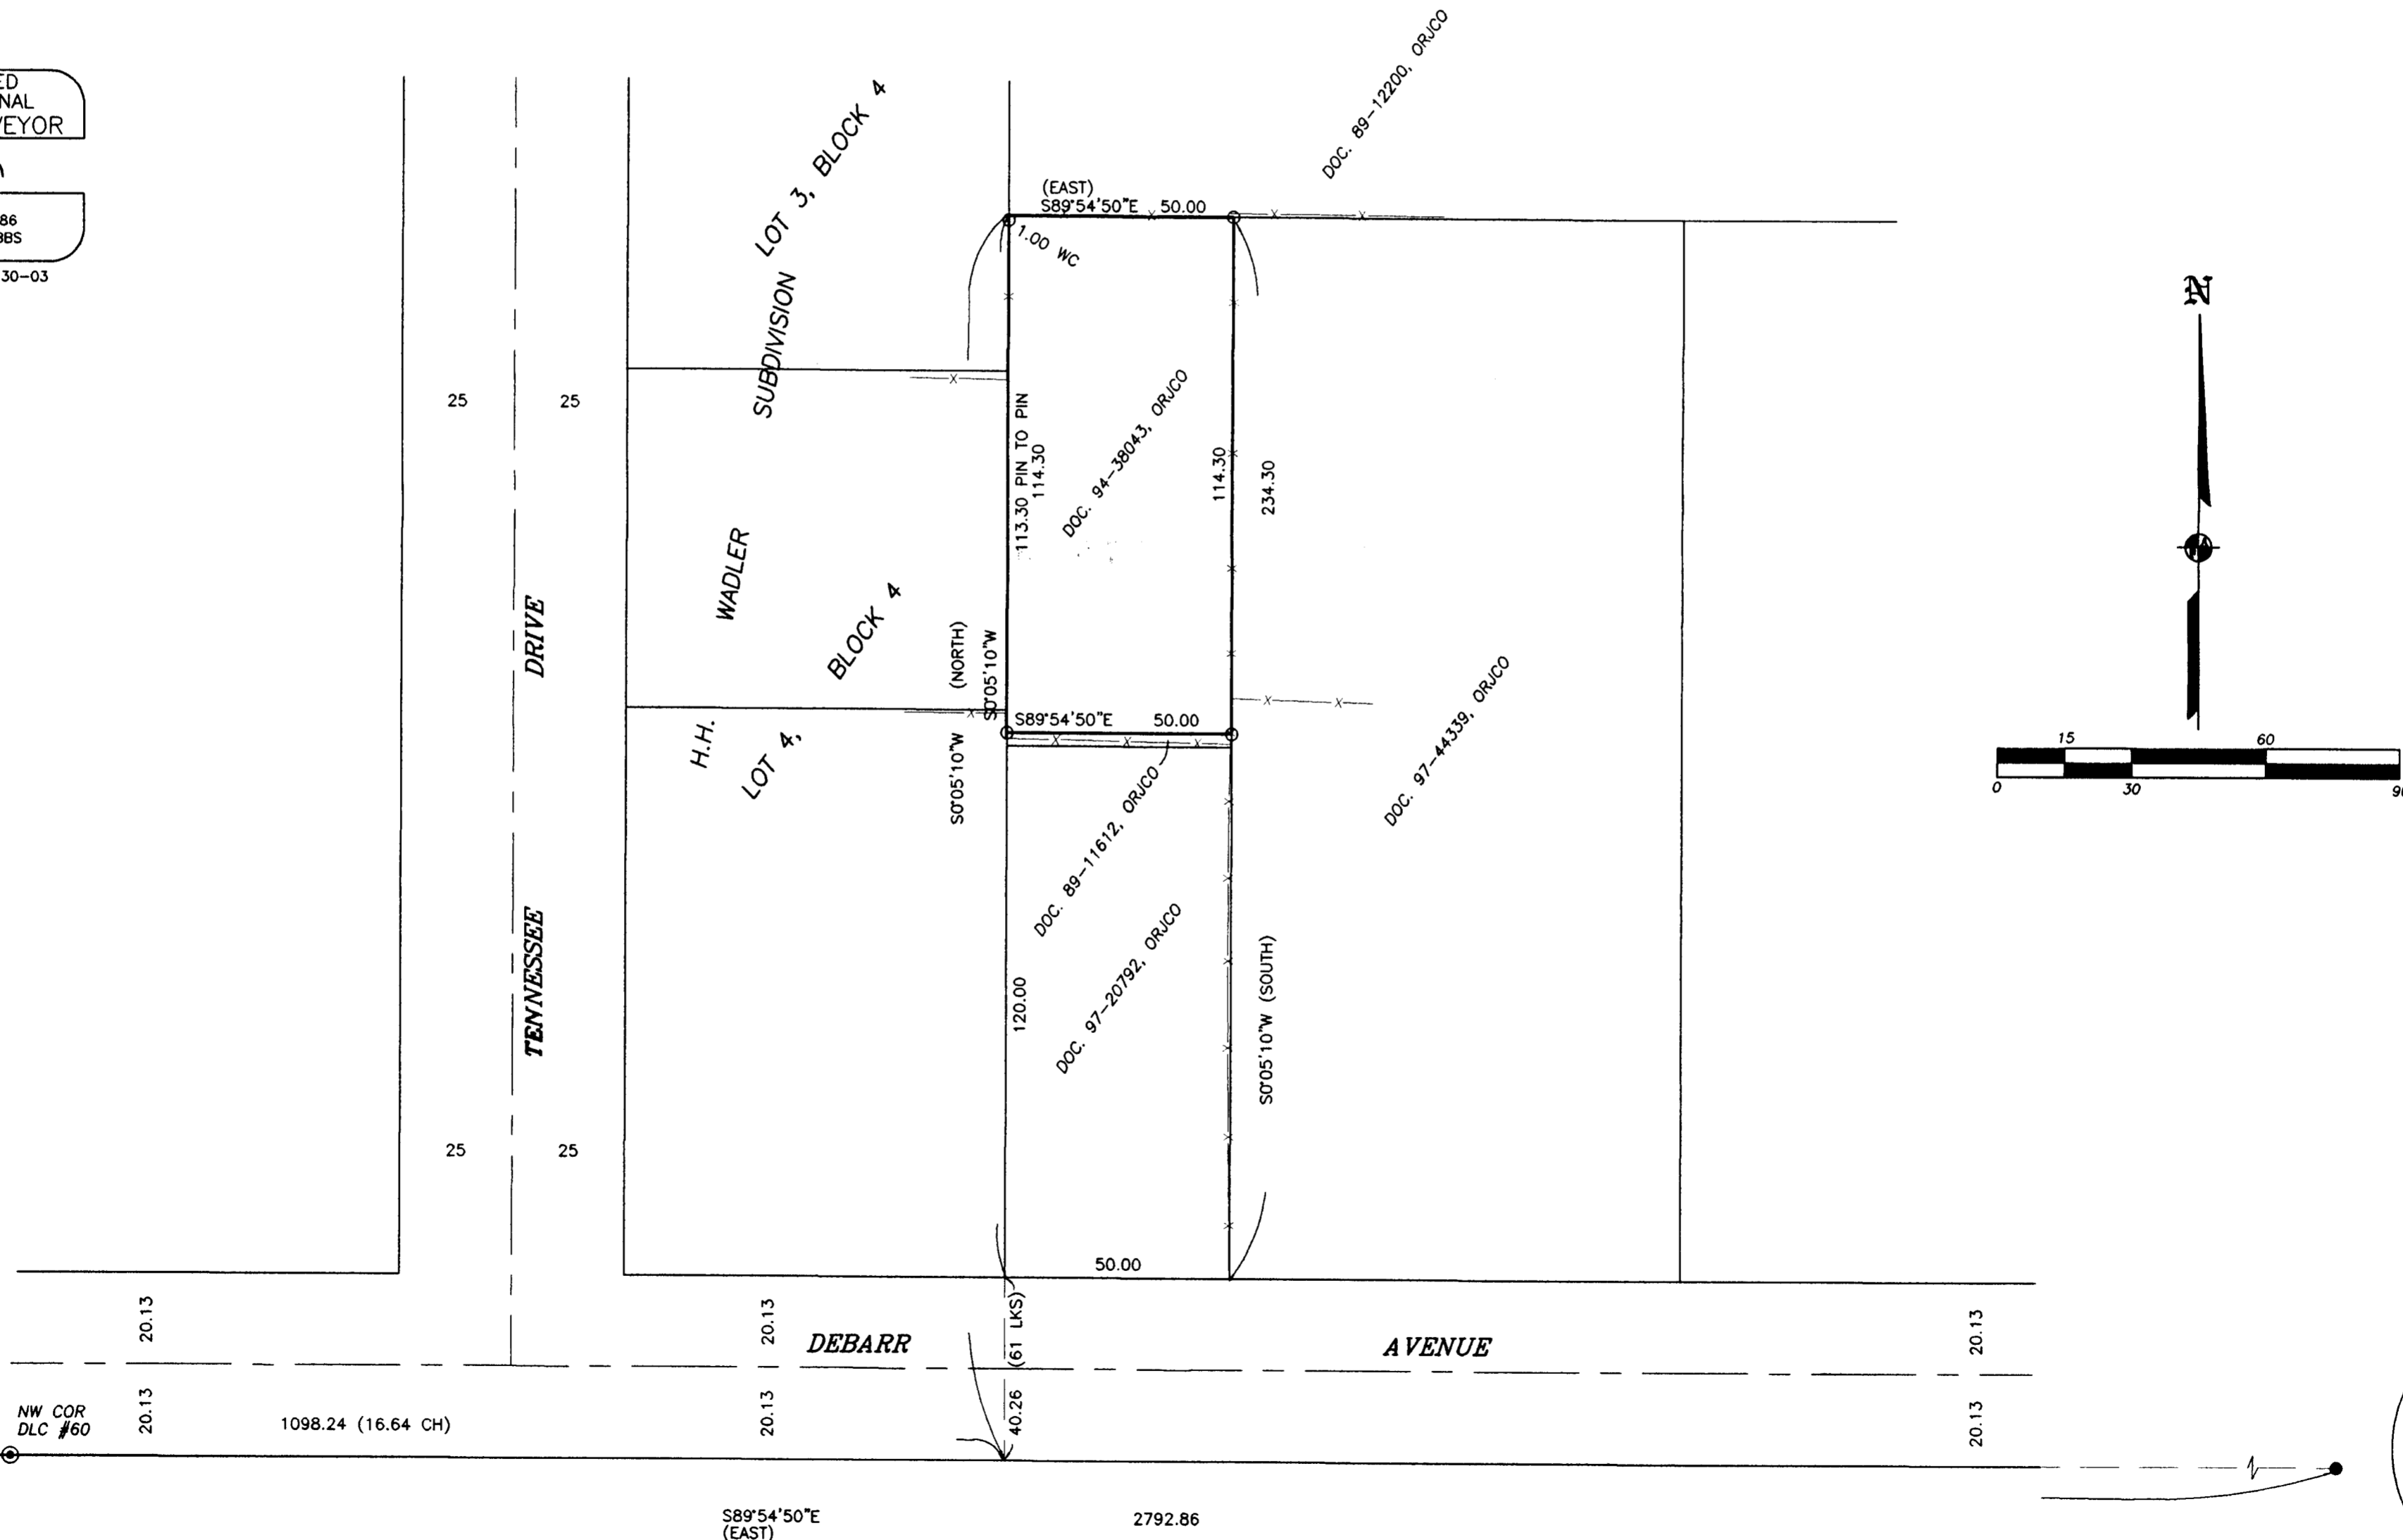 ED
NAL
VEYOR
86
BBS
30-03
DOC. 89-12200, ORJCO
LOT 3, BLOCK 4
(EAST)
S89°54'50"E 50.00
1.00 WC
SUBDIVISION
N
25
25
113.30 PIN TO PIN
114.30
DOC. 94-38043, ORJCO
114.30
234.30
WADLER
BLOCK 4
DRIVE
(NORTH)
S0°05'10"W
S89°54'50"E 50.00
H.H.
LOT 4,
S0°05'10"W
DOC. 89-11612, ORJCO
DOC. 97-44339, ORJCO
15
60
0
30
TENNESSEE
120.00
DOC. 97-20792, ORJCO
S0°05'10"W (SOUTH)
25
25
50.00
20.13
20.13
(61 LKS)
20.13
DEBARR
AVENUE
NW COR
DLC #60
20.13
1098.24 (16.64 CH)
20.13
40.26
20.13
S89°54'50"E
(EAST)
2792.86